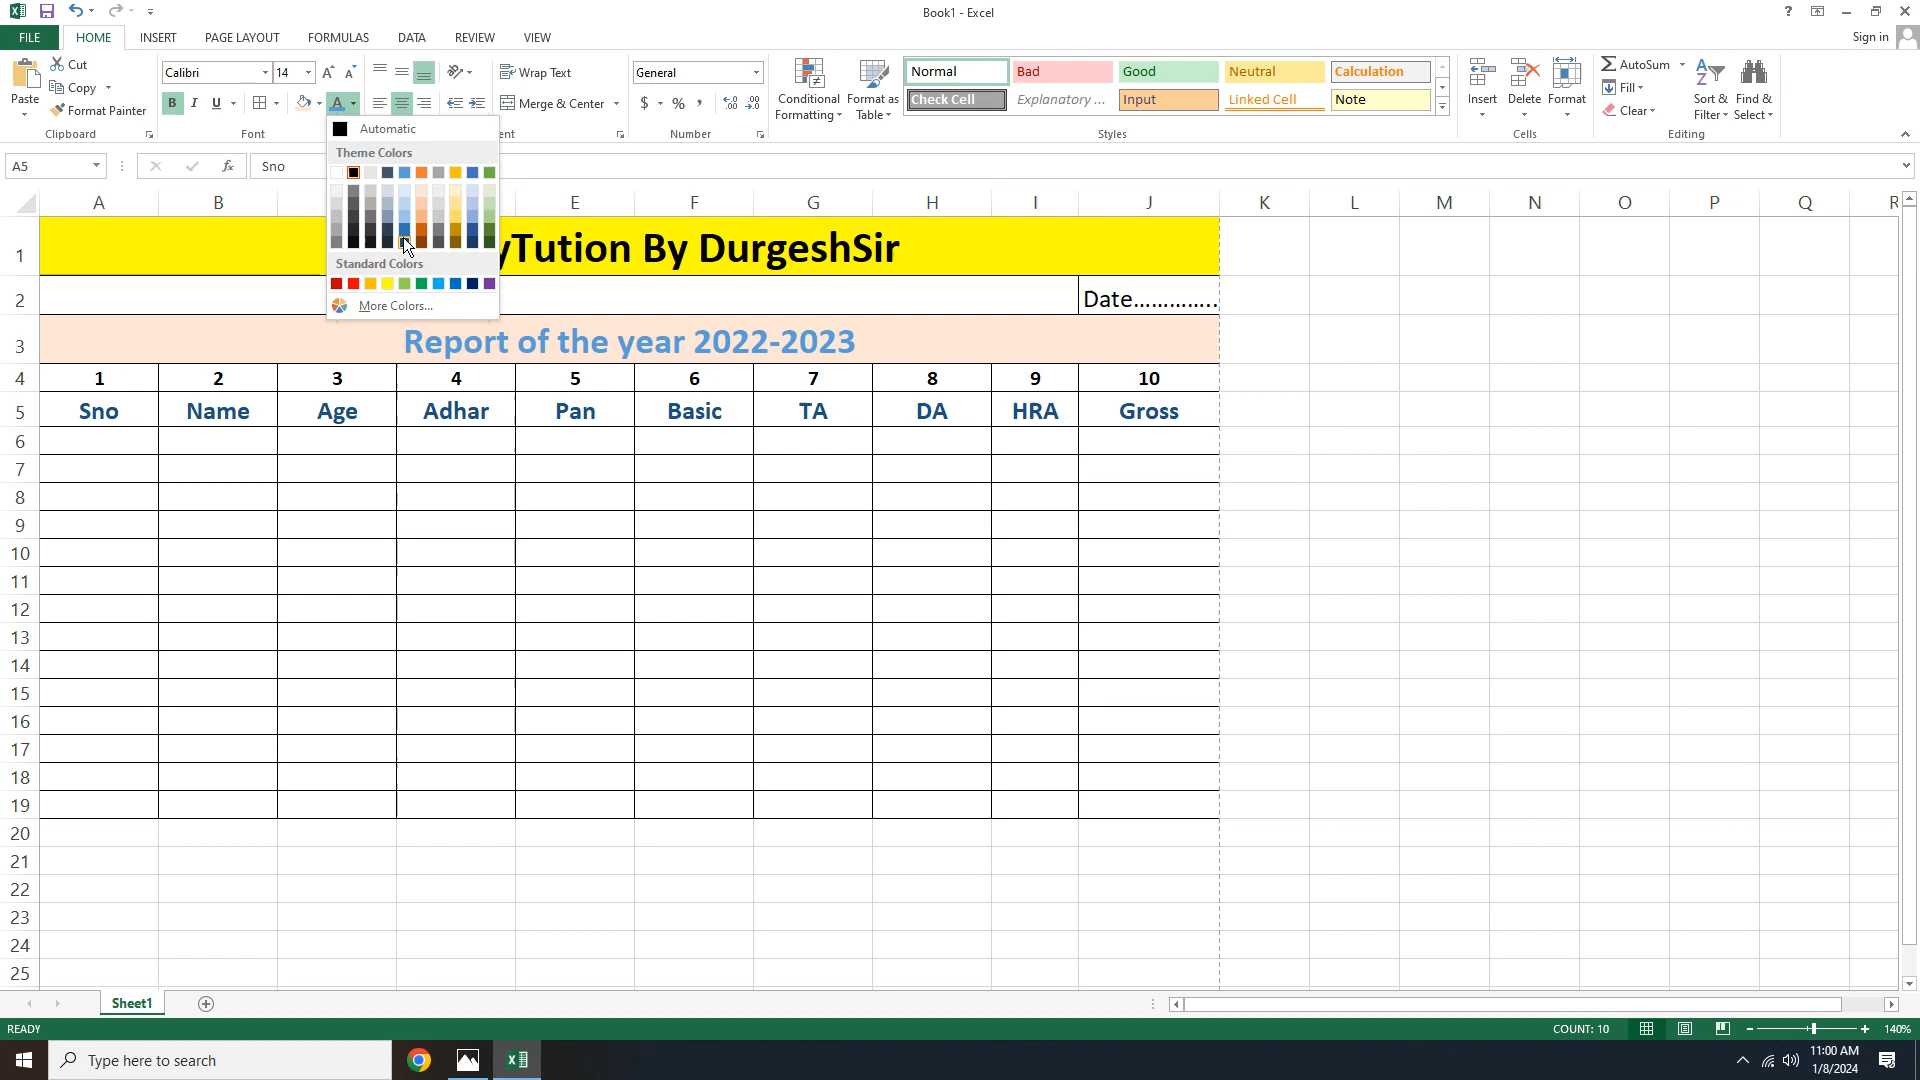 Book1 - Excel
?
FILE HOME INSERT PAGE LAYOUT FORMULAS DATA REVIEW VIEW
Sign in
Paste
Cut
Copy
Format Painter
Clipboard
Calibri 14
B I U
Font
Wrap Text
Merge & Center
ent
General
$ % ,
Number
Conditional Formatting
Format as Table
Normal Bad Good Neutral Calculation
Check Cell Explanatory ... Input Linked Cell Note
Styles
Insert Delete Format
Cells
AutoSum
Fill
Clear
Sort & Filter
Find & Select
Editing
Automatic
Theme Colors
Standard Colors
More Colors...
A5 fx Sno
A B E F G H I J K L M N O P Q R
1 yTution By DurgeshSir
2 Date.............
3 Report of the year 2022-2023
4 1 2 3 4 5 6 7 8 9 10
5 Sno Name Age Adhar Pan Basic TA DA HRA Gross
6
7
8
9
10
11
12
13
14
15
16
17
18
19
20
21
22
23
24
25
Sheet1
READY COUNT: 10 140%
Type here to search
11:00 AM
1/8/2024